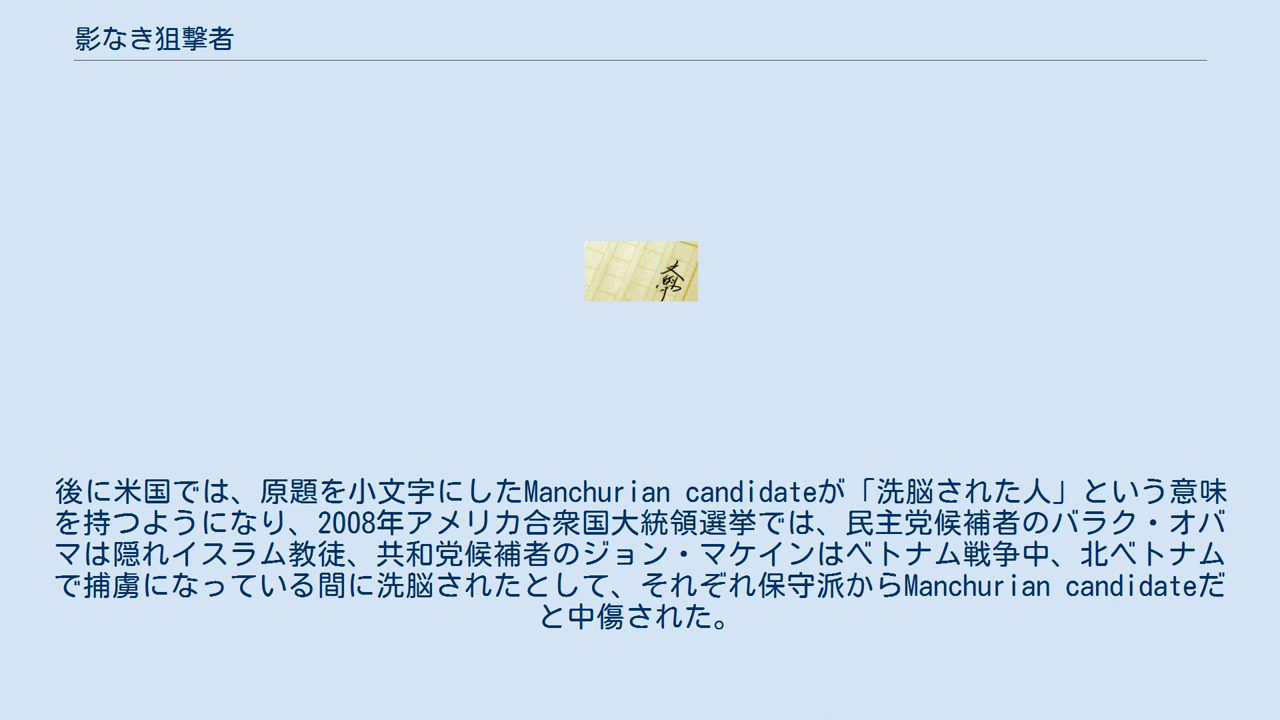 影なき狙撃者
後に米国では、原題を小文字にしたManchurian candidateが「洗脳された人」という意味
を持つようになり、2008年アメリカ合衆国大統領選挙では、民主党候補者のバラク・オバ
マは隠れイスラム教徒、共和党候補者のジョン・マケインはベトナム戦争中、北ベトナム
で捕虜になっている間に洗脳されたとして、それぞれ保守派からManchurian candidateだ
と中傷された。